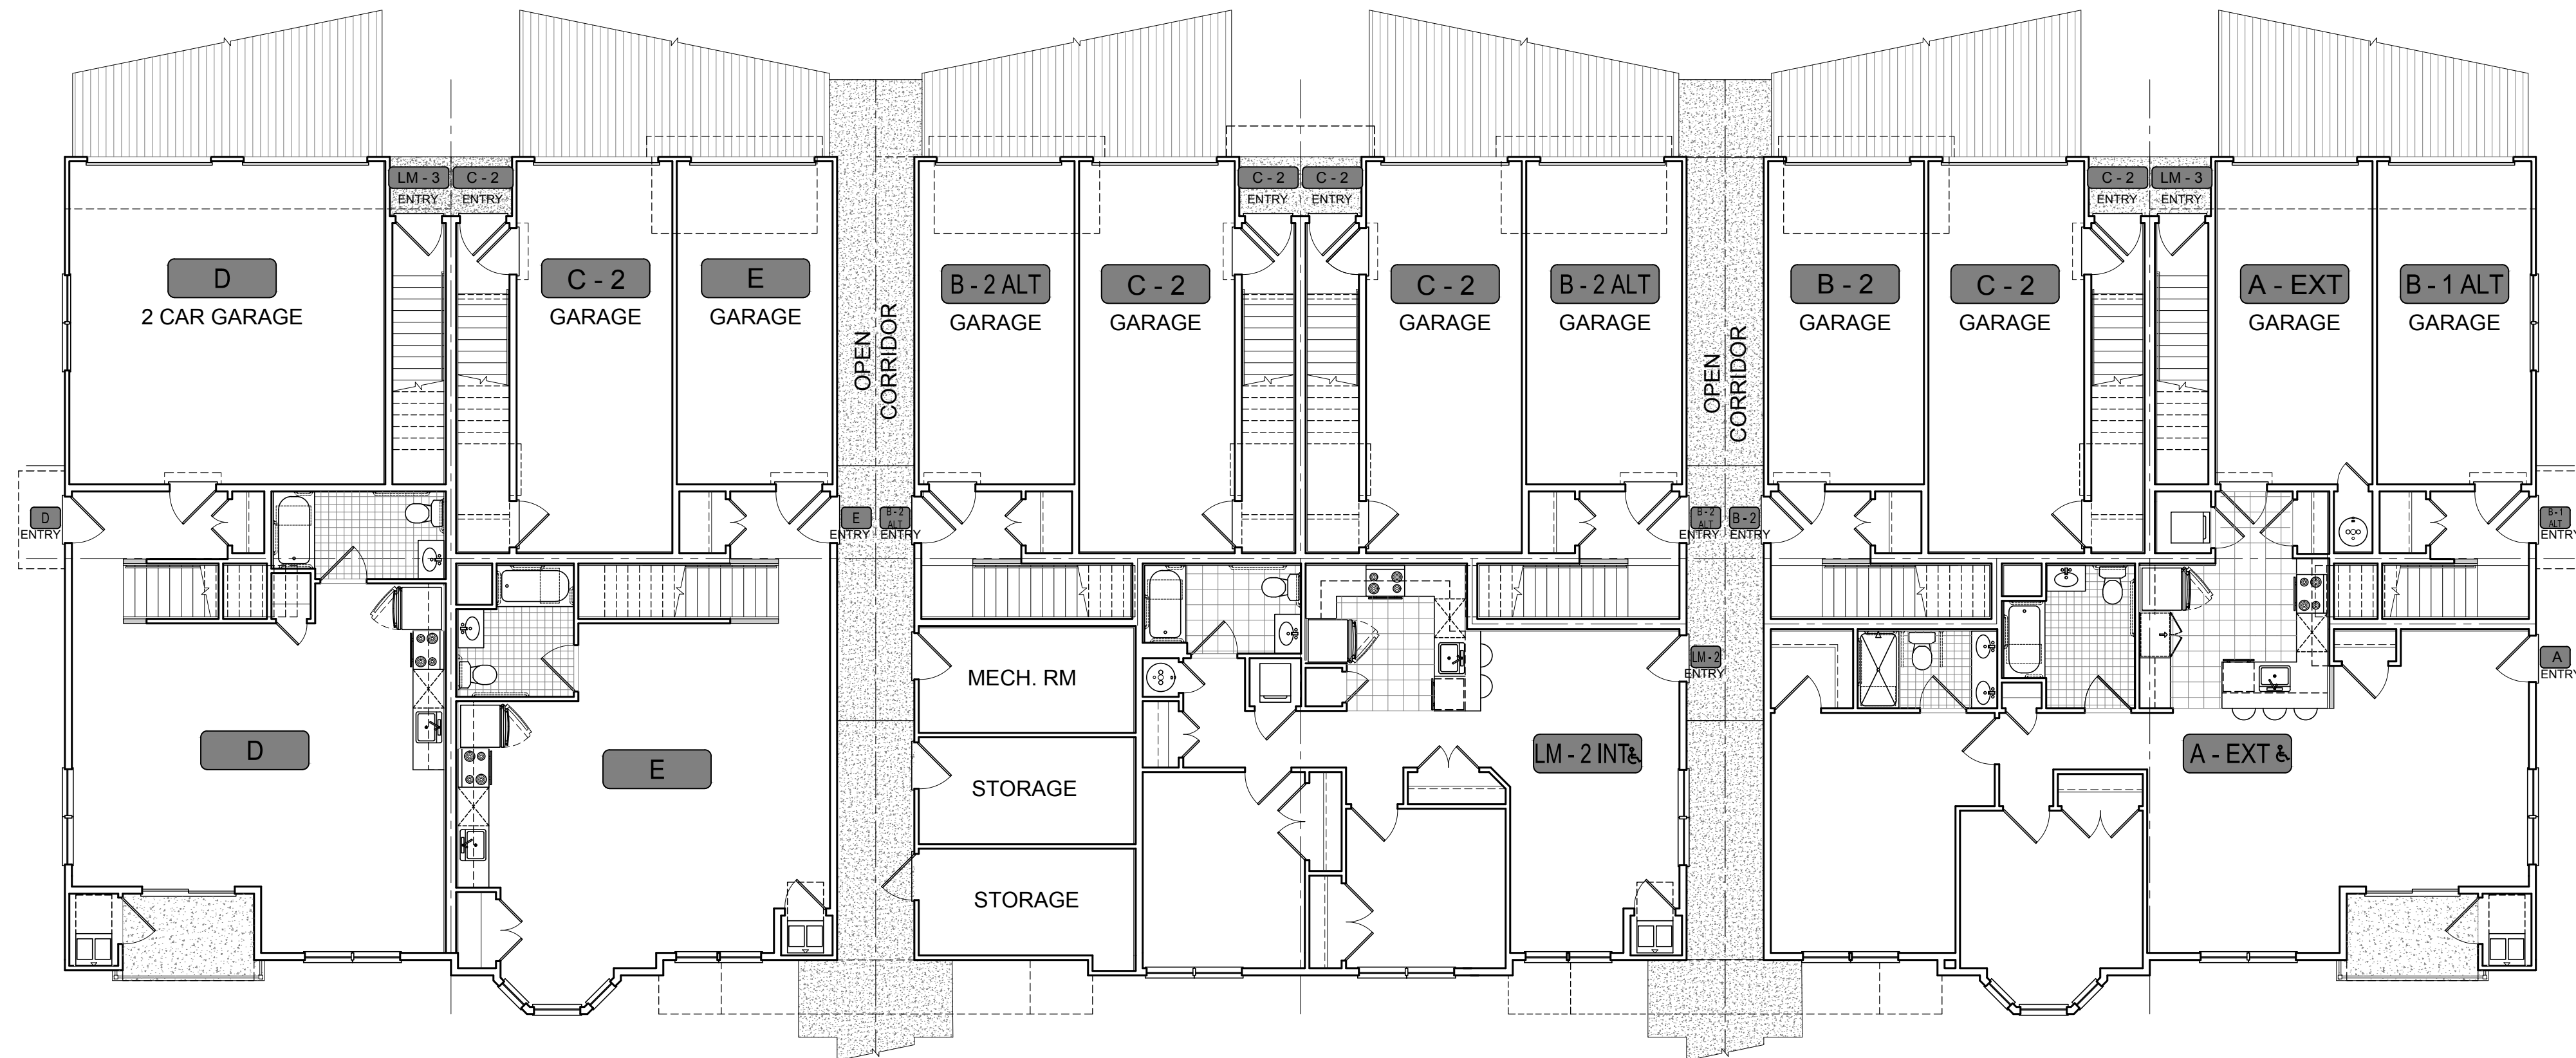 LM - 3
C - 2
ENTRY
ENTRY
C - 2
C - 2
ENTRY
ENTRY
C - 2
LM - 3
ENTRY
ENTRY
D
2 CAR GARAGE
C - 2
GARAGE
E
GARAGE
OPEN
CORRIDOR
B - 2 ALT
GARAGE
C - 2
GARAGE
C - 2
GARAGE
B - 2 ALT
GARAGE
OPEN
CORRIDOR
B - 2
GARAGE
C - 2
GARAGE
A - EXT
GARAGE
B - 1 ALT
GARAGE
D
ENTRY
E
ENTRY
B - 2
ALT
ENTRY
B - 2
ALT
ENTRY
B - 2
ENTRY
B - 1
ALT
ENTRY
MECH. RM
LM - 2
ENTRY
A
ENTRY
D
E
STORAGE
LM - 2 INT
A - EXT
STORAGE